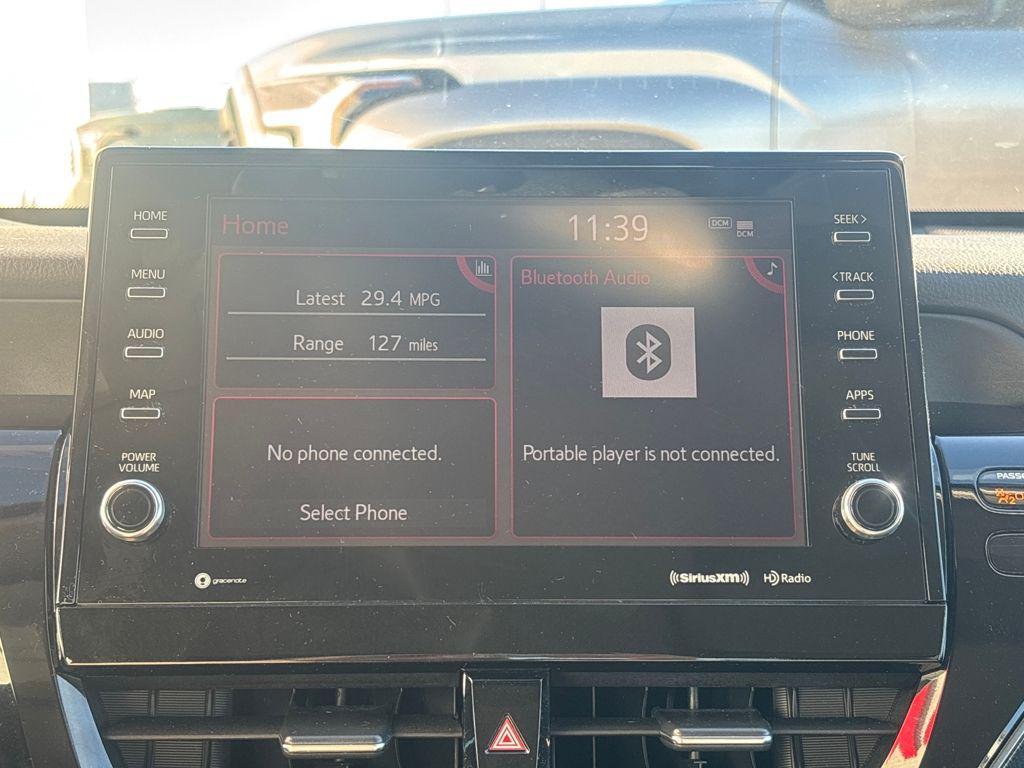 HOME
MENU
AUDIO
MAP
POWER
VOLUME
Home
11:39
DCM
DCM
Latest 29.4 MPG
Range 127 miles
No phone connected.
Select Phone
Bluetooth Audio
Portable player is not connected.
SEEK >
< TRACK
PHONE
APPS
TUNE
SCROLL
gracenote
((SiriusXM))
HD Radio
PASS